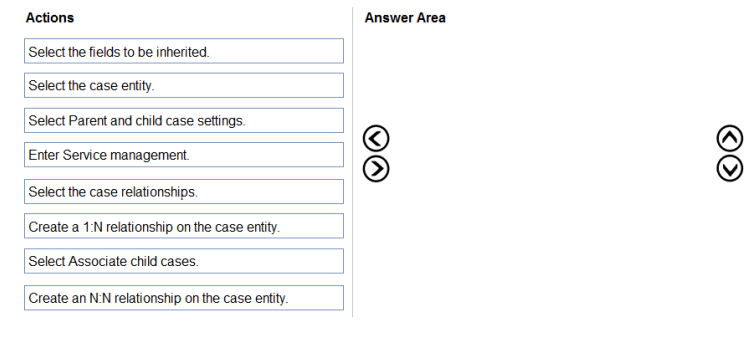 Actions
Answer Area
Select the fields to be inherited.
Select the case entity.
Select Parent and child case settings.
Enter Service management.
Select the case relationships.
Create a 1:N relationship on the case entity.
Select Associate child cases.
Create an N:N relationship on the case entity.